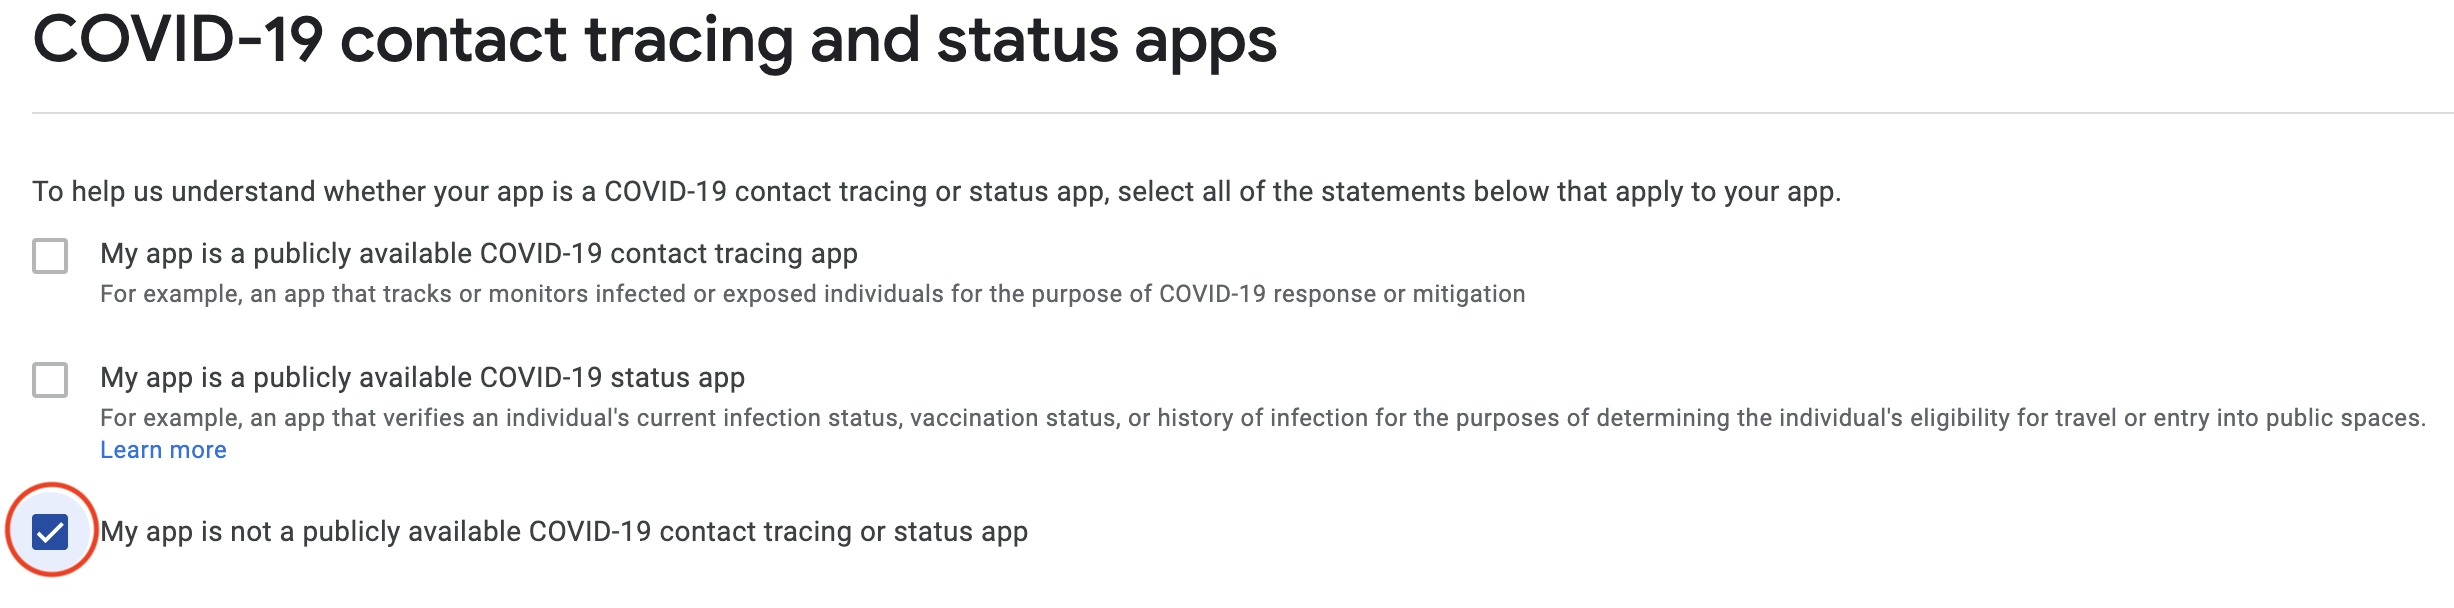 COVID-19 contact tracing and status apps
To help us understand whether your app is a COVID-19 contact tracing or status app, select all of the statements below that apply to your app.
My app is a publicly available COVID-19 contact tracing app
For example, an app that tracks or monitors infected or exposed individuals for the purpose of COVID-19 response or mitigation
My app is a publicly available COVID-19 status app
For example, an app that verifies an individual's current infection status, vaccination status, or history of infection for the purposes of determining the individual's eligibility for travel or entry into public spaces.
Learn more
My app is not a publicly available COVID-19 contact tracing or status app